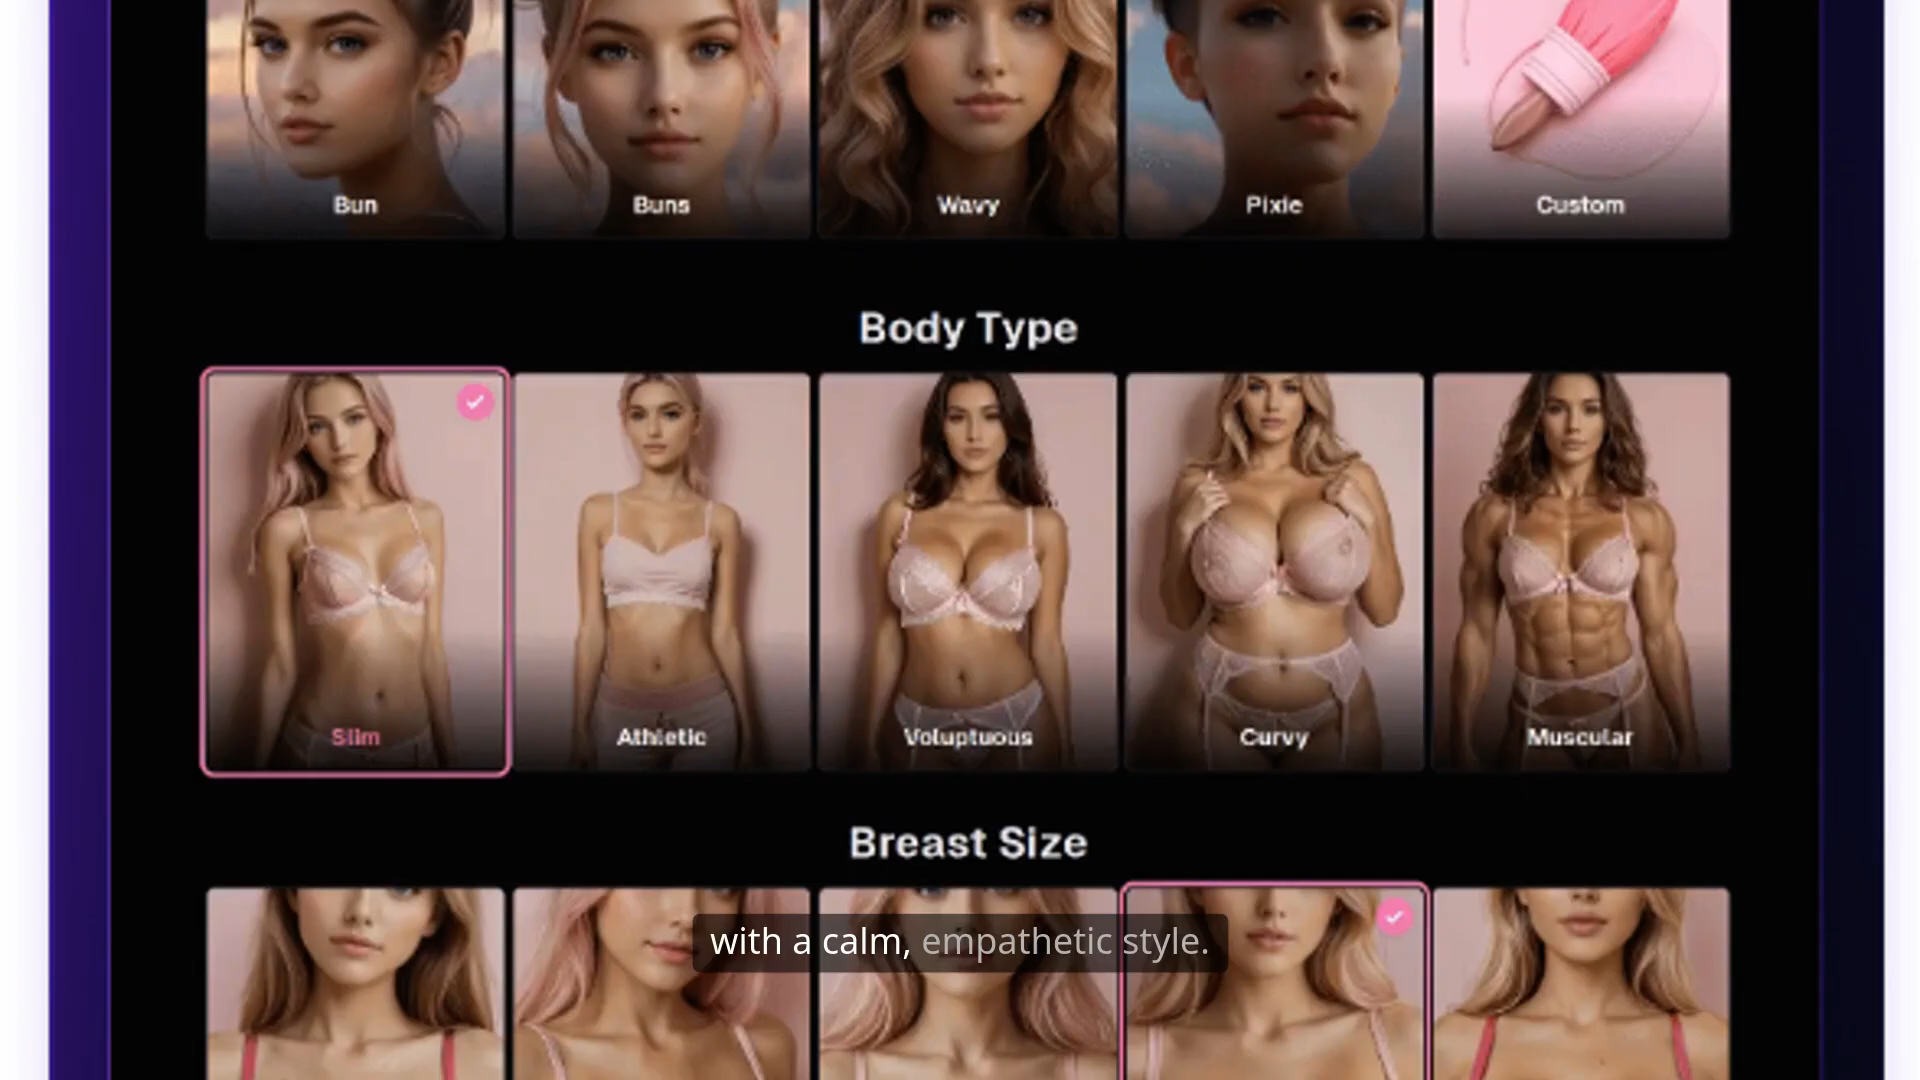 Bun
Buns
Wavy
Pixie
Custom
Body Type
Slim
Athletic
Voluptuous
Curvy
Muscular
Breast Size
with a calm, empathetic style.